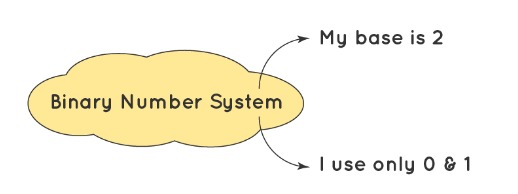 My base is 2
Binary Number System
I use only 0 & 1